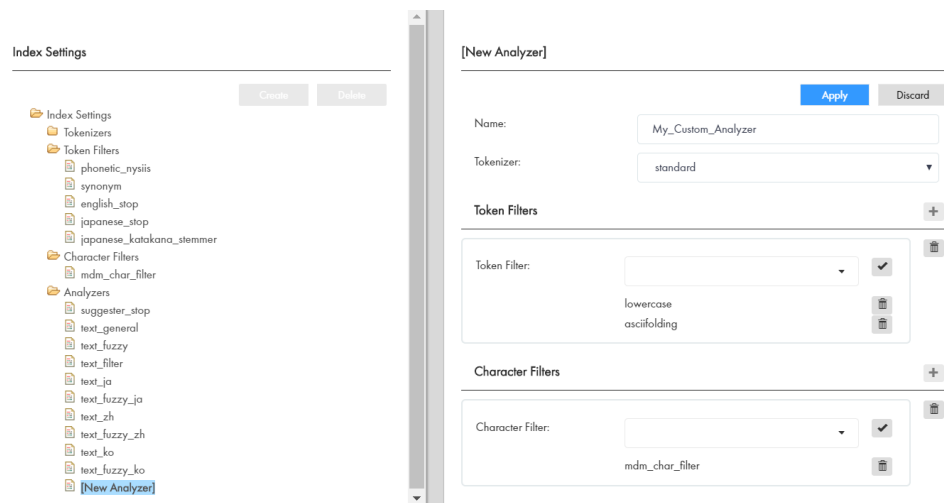 Index Settings
Create Delete
Index Settings
Tokenizers
Token Filters
phonetic_nysiis
synonym
english_stop
japanese_stop
japanese_katakana_stemmer
Character Filters
mdm_char_filter
Analyzers
suggester_stop
text_general
text_fuzzy
text_filter
text_ja
text_fuzzy_ja
text_zh
text_fuzzy_zh
text_ko
text_fuzzy_ko
[New Analyzer]
[New Analyzer]
Apply Discard
Name: My_Custom_Analyzer
Tokenizer: standard
Token Filters
Token Filter:
lowercase
asciifolding
Character Filters
Character Filter:
mdm_char_filter